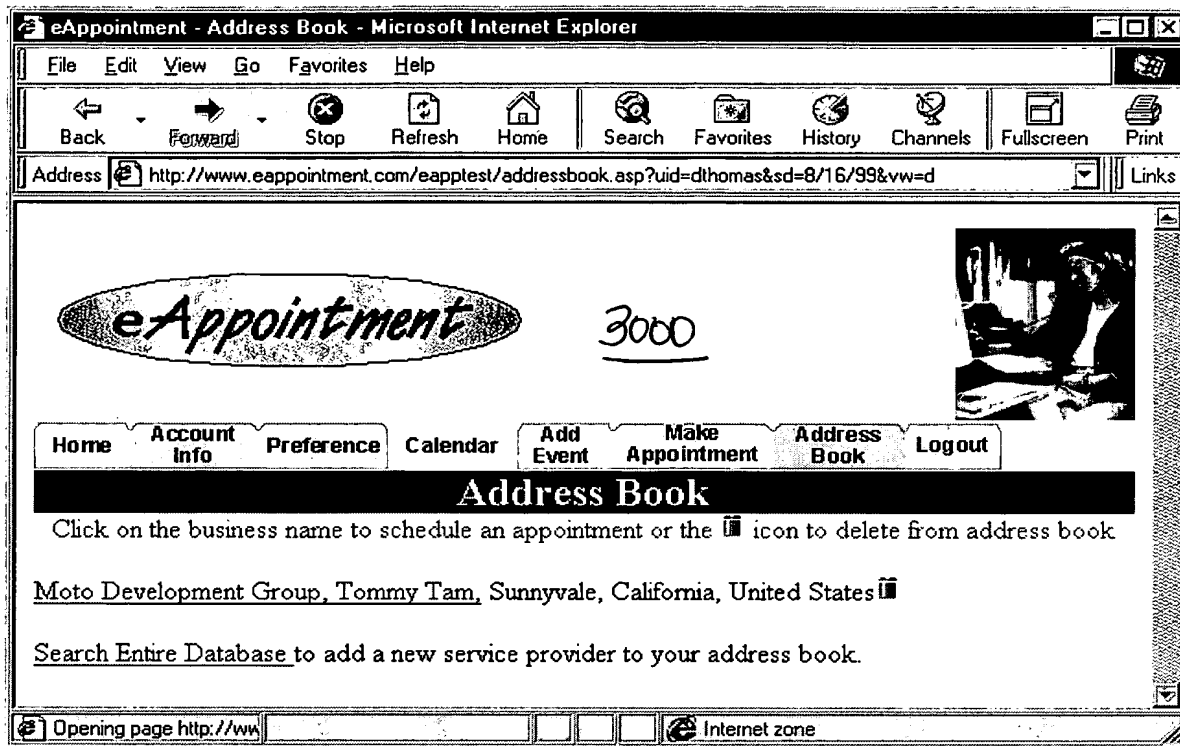 eAppointment - Address Book - Microsoft Internet Explorer
File Edit View Go Favorites Help
Back Forward Stop Refresh Home Search Favorites History Channels Fullscreen Print
Address http://www.eappointment.com/eapptest/addressbook.asp?uid=dthomas&sd=8/16/99&vw=d Links
eAppointment 3000
Home Account Info Preference Calendar Add Event Make Appointment Address Book Logout
Address Book
Click on the business name to schedule an appointment or the icon to delete from address book
Moto Development Group, Tommy Tam, Sunnyvale, California, United States
Search Entire Database to add a new service provider to your address book.
Opening page http://ww Internet zone